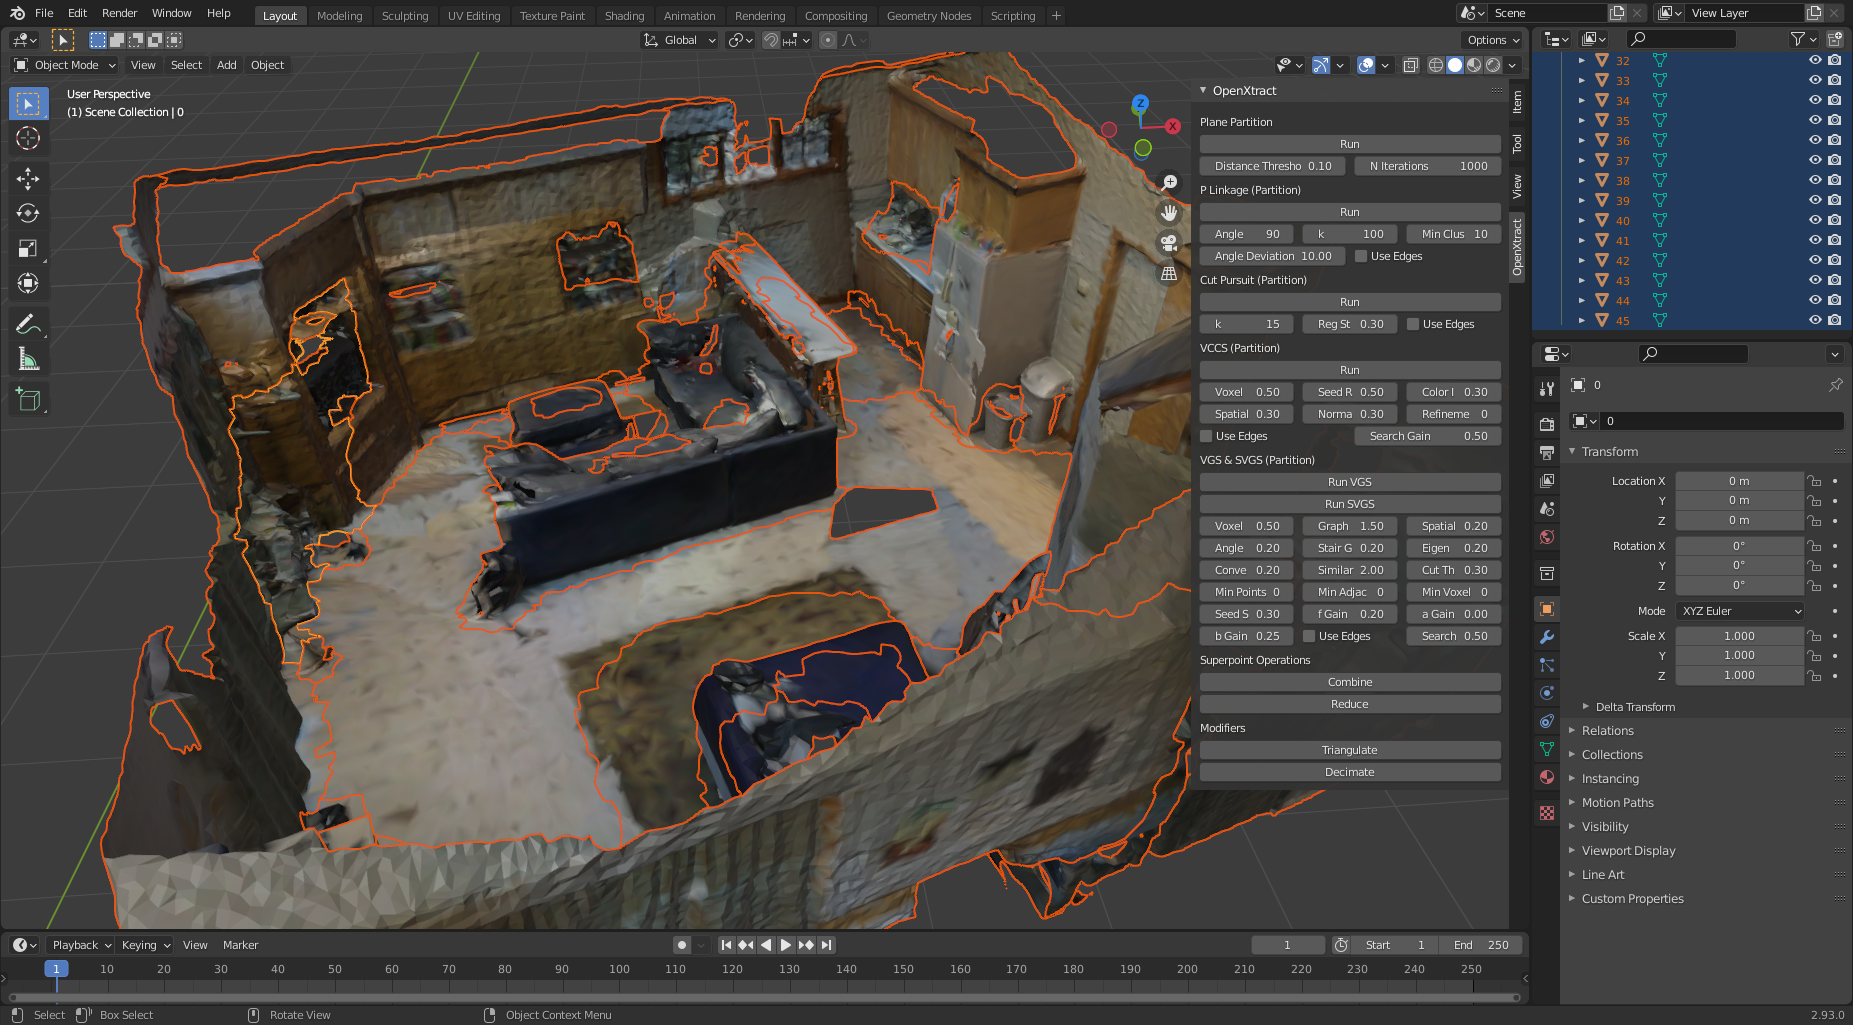 File Edit Render Window Help Layout Modeling Sculpting UV Editing Texture Paint Shading Animation Rendering Compositing Geometry Nodes Scripting + Scene View Layer
Global Options
Object Mode View Select Add Object
User Perspective
(1) Scene Collection | 0
Z
X
OpenXtract
Plane Partition
Run
Distance Thresho 0.10 N Iterations 1000
P Linkage (Partition)
Run
Angle 90 k 100 Min Clus 10
Angle Deviation 10.00 Use Edges
Cut Pursuit (Partition)
Run
k 15 Reg St 0.30 Use Edges
VCCS (Partition)
Run
Voxel 0.50 Seed R 0.50 Color I 0.30
Spatial 0.30 Norma 0.30 Refineme 0
Use Edges Search Gain 0.50
VGS & SVGS (Partition)
Run VGS
Run SVGS
Voxel 0.50 Graph 1.50 Spatial 0.20
Angle 0.20 Stair G 0.20 Eigen 0.20
Conve 0.20 Similar 2.00 Cut Th 0.30
Min Points 0 Min Adjac 0 Min Voxel 0
Seed S 0.30 f Gain 0.20 a Gain 0.00
b Gain 0.25 Use Edges Search 0.50
Superpoint Operations
Combine
Reduce
Modifiers
Triangulate
Decimate
Item
Tool
View
OpenXtract
32
33
34
35
36
37
38
39
40
41
42
43
44
45
0
0
Transform
Location X 0 m
Y 0 m
Z 0 m
Rotation X 0°
Y 0°
Z 0°
Mode XYZ Euler
Scale X 1.000
Y 1.000
Z 1.000
Delta Transform
Relations
Collections
Instancing
Motion Paths
Visibility
Viewport Display
Line Art
Custom Properties
Playback Keying View Marker 1 Start 1 End 250
1 10 20 30 40 50 60 70 80 90 100 110 120 130 140 150 160 170 180 190 200 210 220 230 240 250
Select Box Select Rotate View Object Context Menu 2.93.0